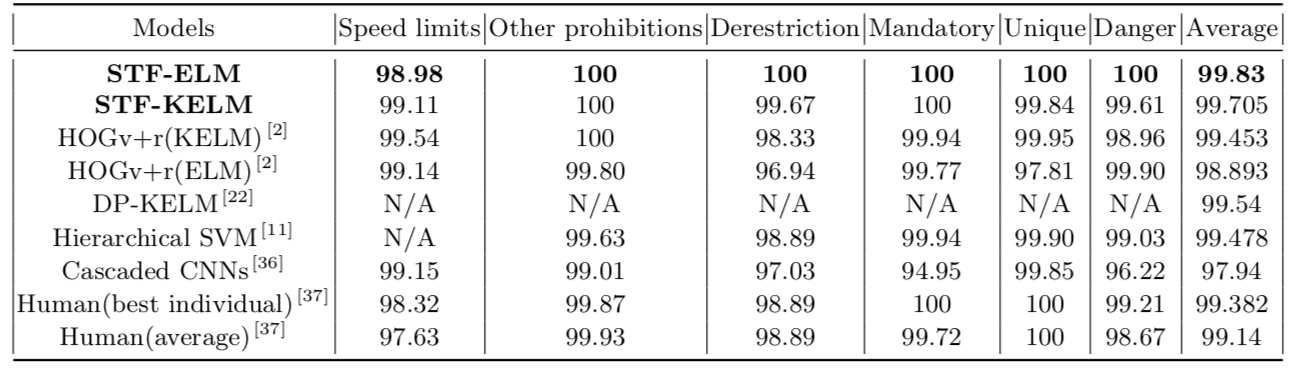 Models Speed limits Other prohibitions Derestriction Mandatory Unique Danger Average
STF-ELM 98.98 100 100 100 100 100 99.83
STF-KELM 99.11 100 99.67 100 99.84 99.61 99.705
HOGv+r(KELM) [2] 99.54 100 98.33 99.94 99.95 98.96 99.453
HOGv+r(ELM) [2] 99.14 99.80 96.94 99.77 97.81 99.90 98.893
DP-KELM [22] N/A N/A N/A N/A N/A N/A 99.54
Hierarchical SVM [11] N/A 99.63 98.89 99.94 99.90 99.03 99.478
Cascaded CNNs [36] 99.15 99.01 97.03 94.95 99.85 96.22 97.94
Human(best individual) [37] 98.32 99.87 98.89 100 100 99.21 99.382
Human(average) [37] 97.63 99.93 98.89 99.72 100 98.67 99.14